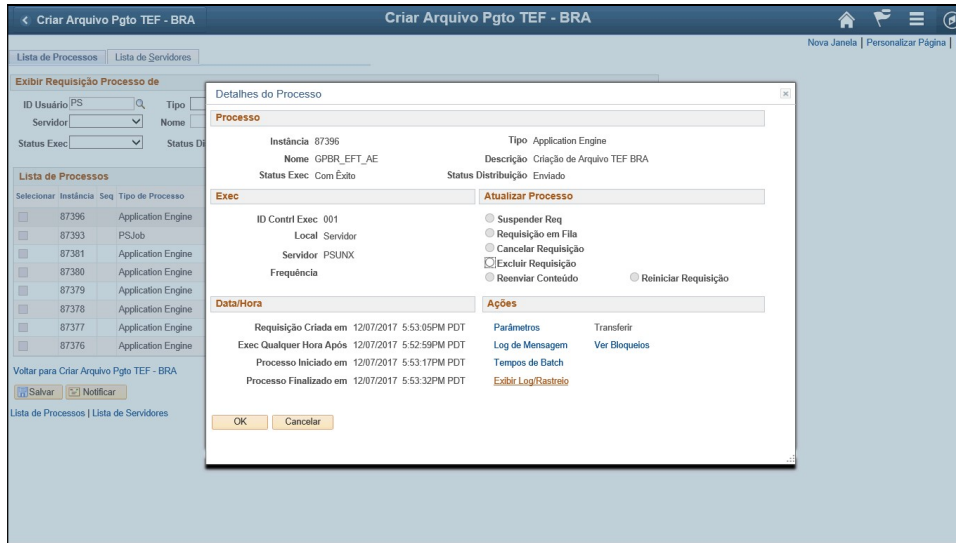 Criar Arquivo Pgto TEF - BRA
Criar Arquivo Pgto TEF - BRA
Nova Janela | Personalizar Página |
Lista de Processos Lista de Servidores
Exibir Requisição Processo de
ID Usuário PS Tipo
Servidor Nome
Status Exec Status Di
Lista de Processos
Selecionar Instância Seq Tipo de Processo
87396 Application Engine
87393 PSJob
87381 Application Engine
87380 Application Engine
87379 Application Engine
87378 Application Engine
87377 Application Engine
87376 Application Engine
Voltar para Criar Arquivo Pgto TEF - BRA
Salvar Notificar
Lista de Processos | Lista de Servidores
Detalhes do Processo
Processo
Instância 87396 Tipo Application Engine
Nome GPBR_EFT_AE Descrição Criação de Arquivo TEF BRA
Status Exec Com Êxito Status Distribuição Enviado
Exec
ID Contrl Exec 001
Local Servidor
Servidor PSUNX
Frequência
Atualizar Processo
Suspender Req
Requisição em Fila
Cancelar Requisição
Excluir Requisição
Reenviar Conteúdo Reiniciar Requisição
Data/Hora
Requisição Criada em 12/07/2017 5:53:05PM PDT
Exec Qualquer Hora Após 12/07/2017 5:52:59PM PDT
Processo Iniciado em 12/07/2017 5:53:17PM PDT
Processo Finalizado em 12/07/2017 5:53:32PM PDT
Ações
Parâmetros Transferir
Log de Mensagem Ver Bloqueios
Tempos de Batch
Exibir Log/Rastreio
OK Cancelar